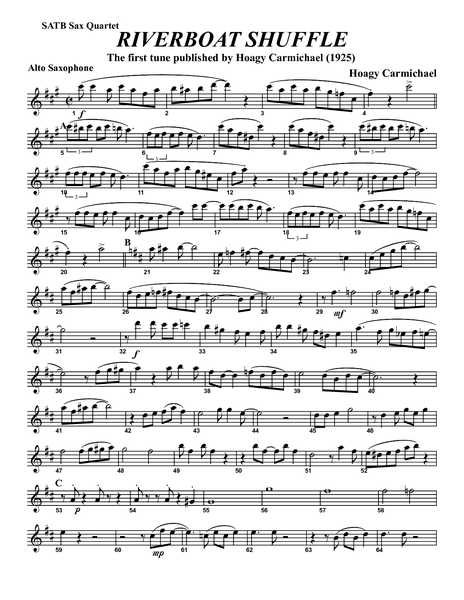 SATB Sax Quartet
RIVERBOAT SHUFFLE
The first tune published by Hoagy Carmichael (1925)
Alto Saxophone
Hoagy Carmichael
f
1 2 3 4
A
5 6 7 8 9
3 3 3
10 11 12 13 14
3
15 16 17 18 19
3 3
B
20 21 22 23 24
25 26 27 28 29 30
mf
31 32 33 34 35
f
36 37 38 39 40
41 42 43 44 45 46
47 48 49 50 51 52
C
53 54 55 56 57 58
p
59 60 61 62 63 64
mp